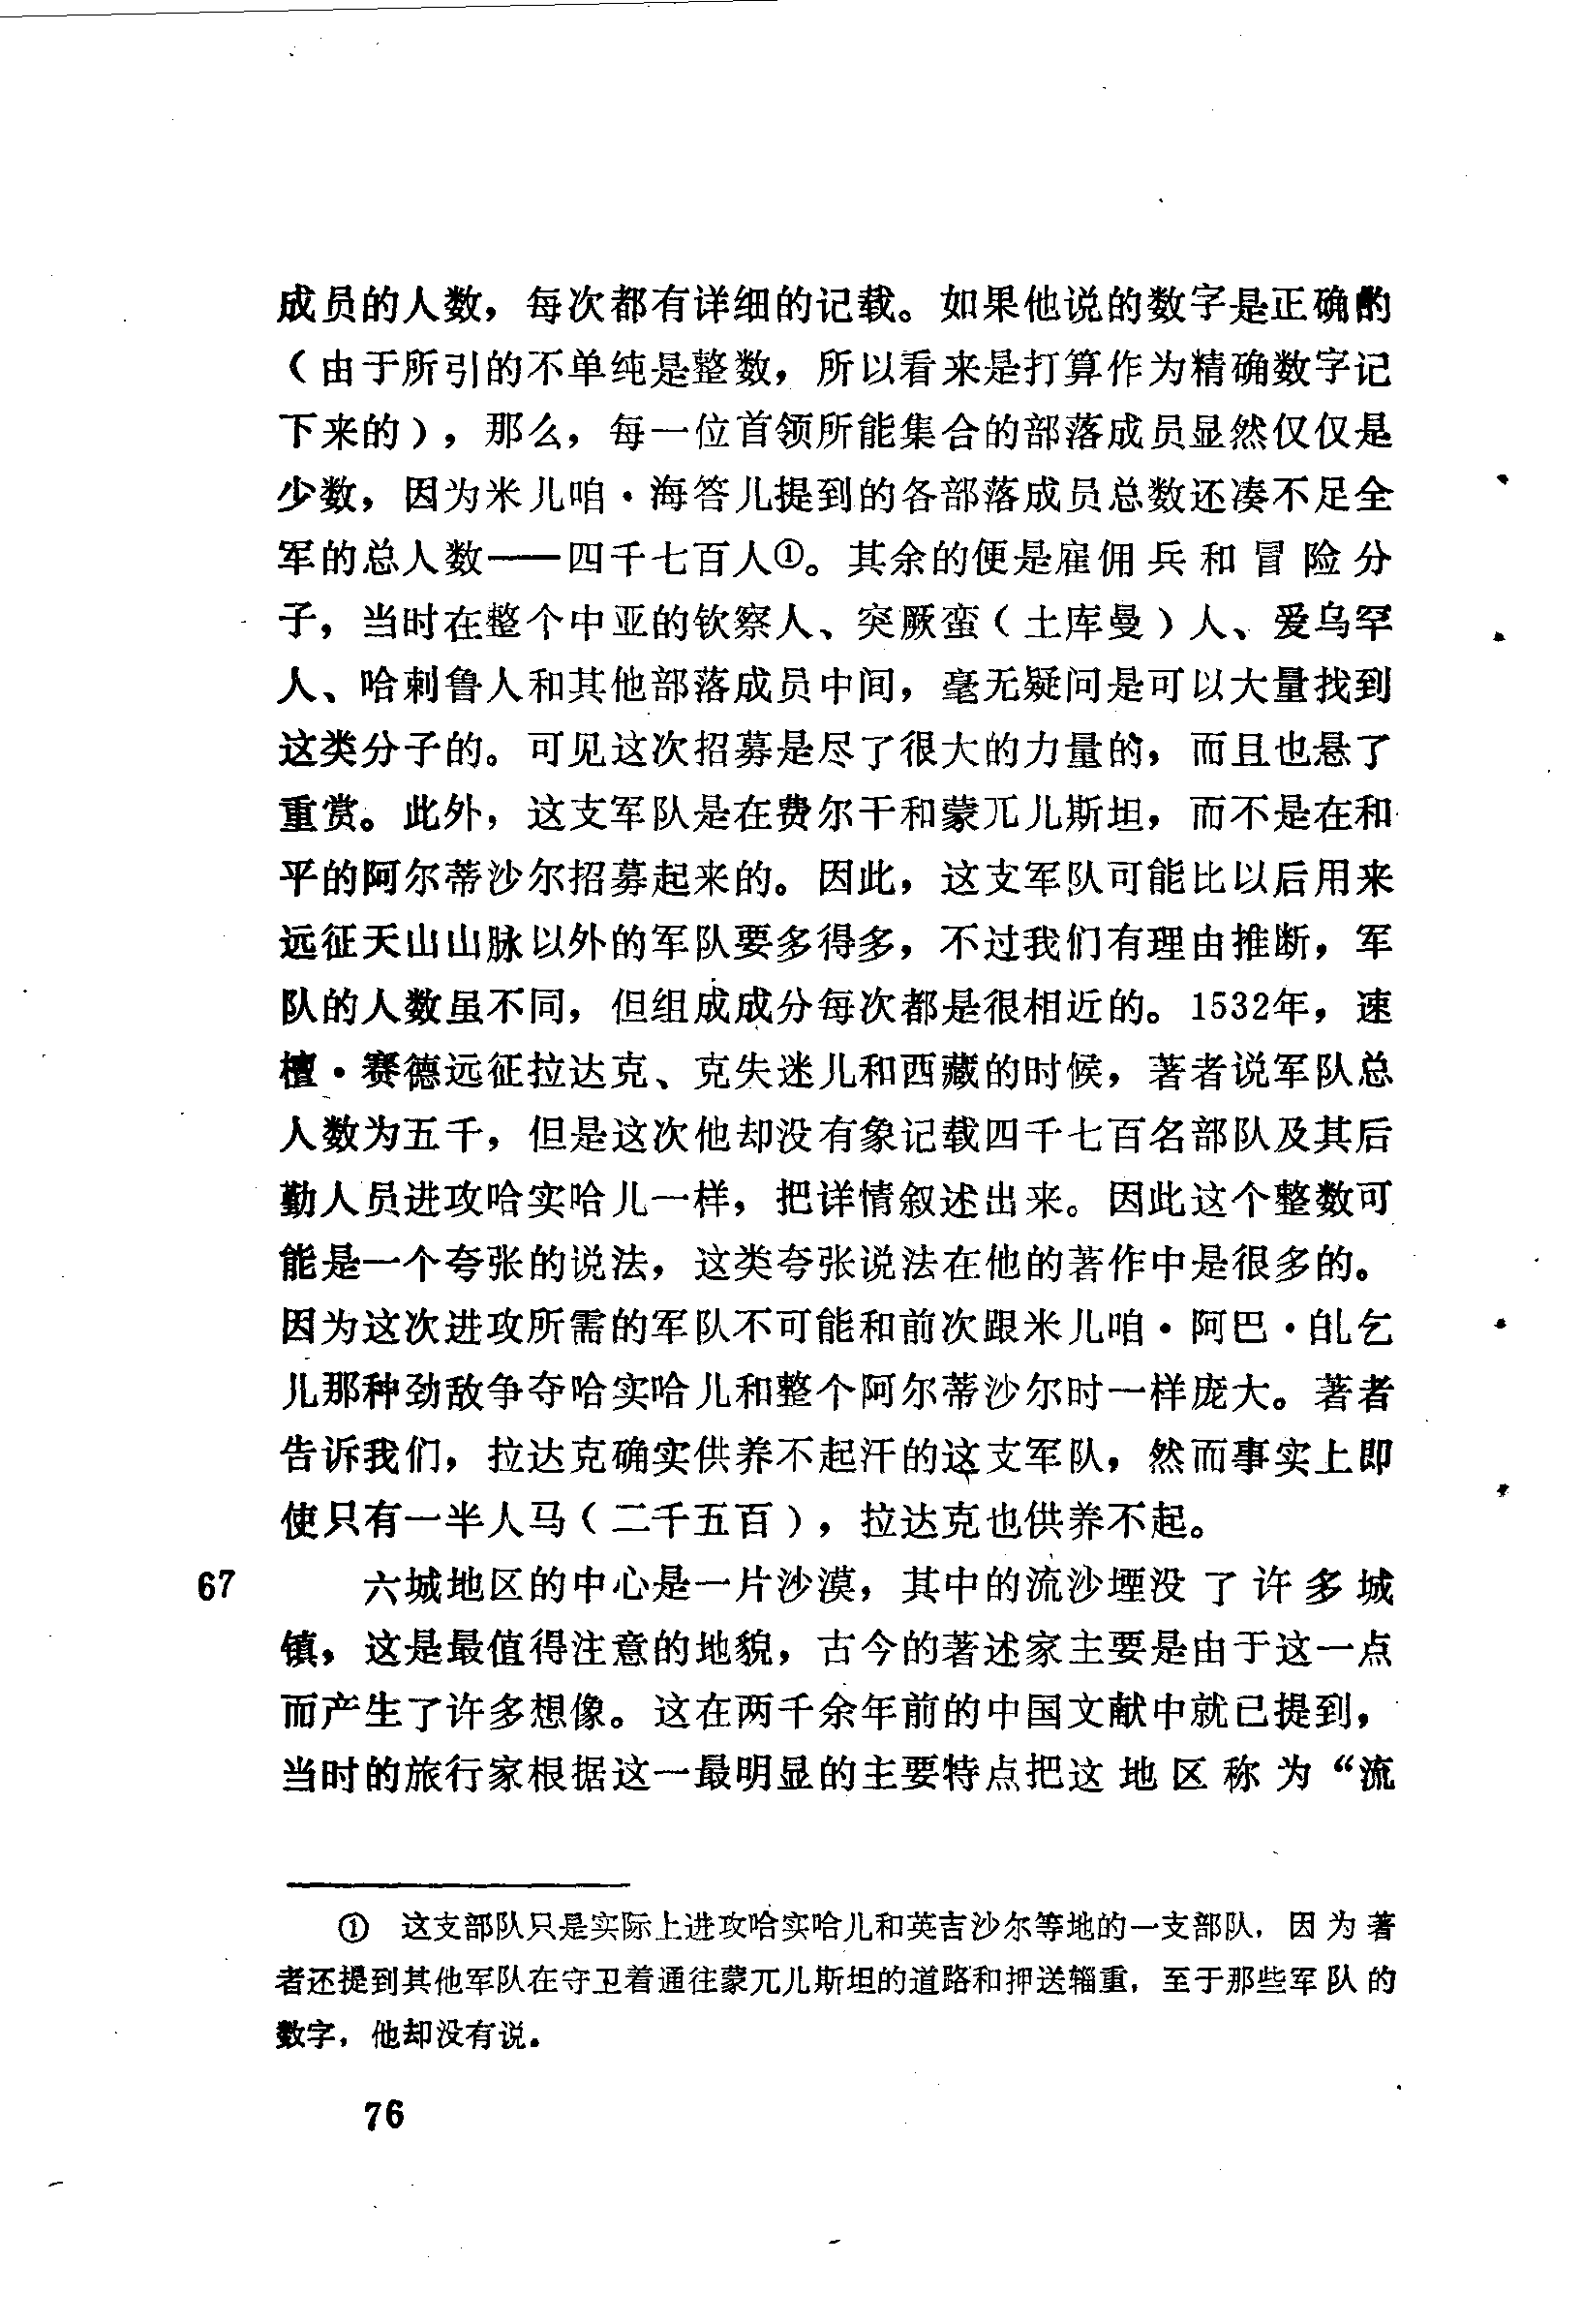 成员的人数，每次都有详细的记载。如果他说的数字是正确的
（由于所引的不单纯是整数，所以看来是打算作为精确数字记
下来的），那么，每一位首领所能集合的部落成员显然仅仅是
少数，因为米儿咱·海答儿提到的各部落成员总数还凑不足全
军的总人数——四千七百人①。其余的便是雇佣兵和冒险分
子，当时在整个中亚的钦察人、突厥蛮（土库曼）人、爱乌罕
人、哈剌鲁人和其他部落成员中间，毫无疑问是可以大量找到
这类分子的。可见这次招募是尽了很大的力量的，而且也悬了
重赏。此外，这支军队是在费尔干和蒙兀儿斯坦，而不是在和
平的阿尔蒂沙尔招募起来的。因此，这支军队可能比以后用来
远征天山山脉以外的军队要多得多，不过我们有理由推断，军
队的人数虽不同，但组成成分每次都是很相近的。1532年，速
檀·赛德远征拉达克、克失迷儿和西藏的时候，著者说军队总
人数为五千，但是这次他却没有象记载四千七百名部队及其后
勤人员进攻哈实哈儿一样，把详情叙述出来。因此这个整数可
能是一个夸张的说法，这类夸张说法在他的著作中是很多的。
因为这次进攻所需的军队不可能和前次跟米儿咱·阿巴·癿乞
儿那种劲敌争夺哈实哈儿和整个阿尔蒂沙尔时一样庞大。著者
告诉我们，拉达克确实供养不起汗的这支军队，然而事实上即
使只有一半人马（二千五百），拉达克也供养不起。
67 六城地区的中心是一片沙漠，其中的流沙堙没了许多城
镇，这是最值得注意的地貌，古今的著述家主要是由于这一点
而产生了许多想像。这在两千余年前的中国文献中就已提到，
当时的旅行家根据这一最明显的主要特点把这地区称为“流
① 这支部队只是实际上进攻哈实哈儿和英吉沙尔等地的一支部队，因为著
者还提到其他军队在守卫着通往蒙兀儿斯坦的道路和押送辎重，至于那些军队的
数字，他却没有说。
76